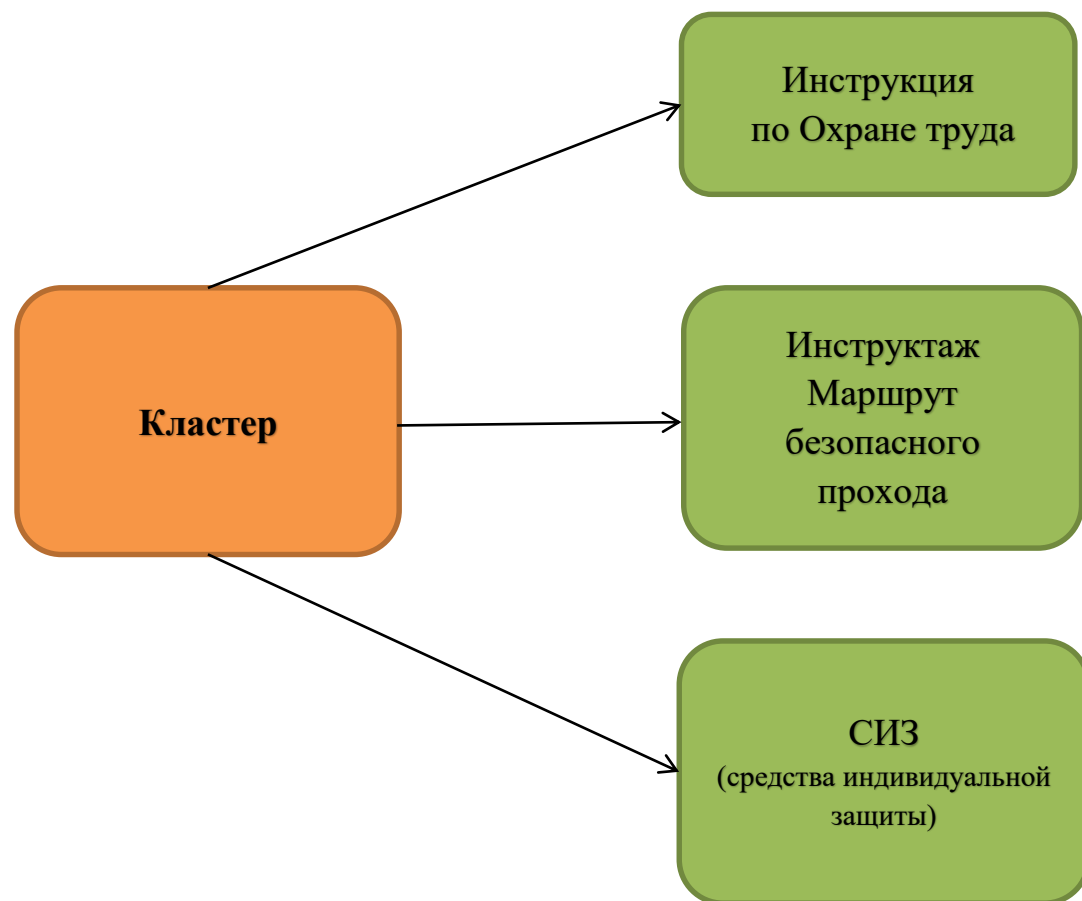 Инструкция
по Охране труда
Кластер
Инструктаж
Маршрут
безопасного
прохода
СИЗ
(средства индивидуальной
защиты)